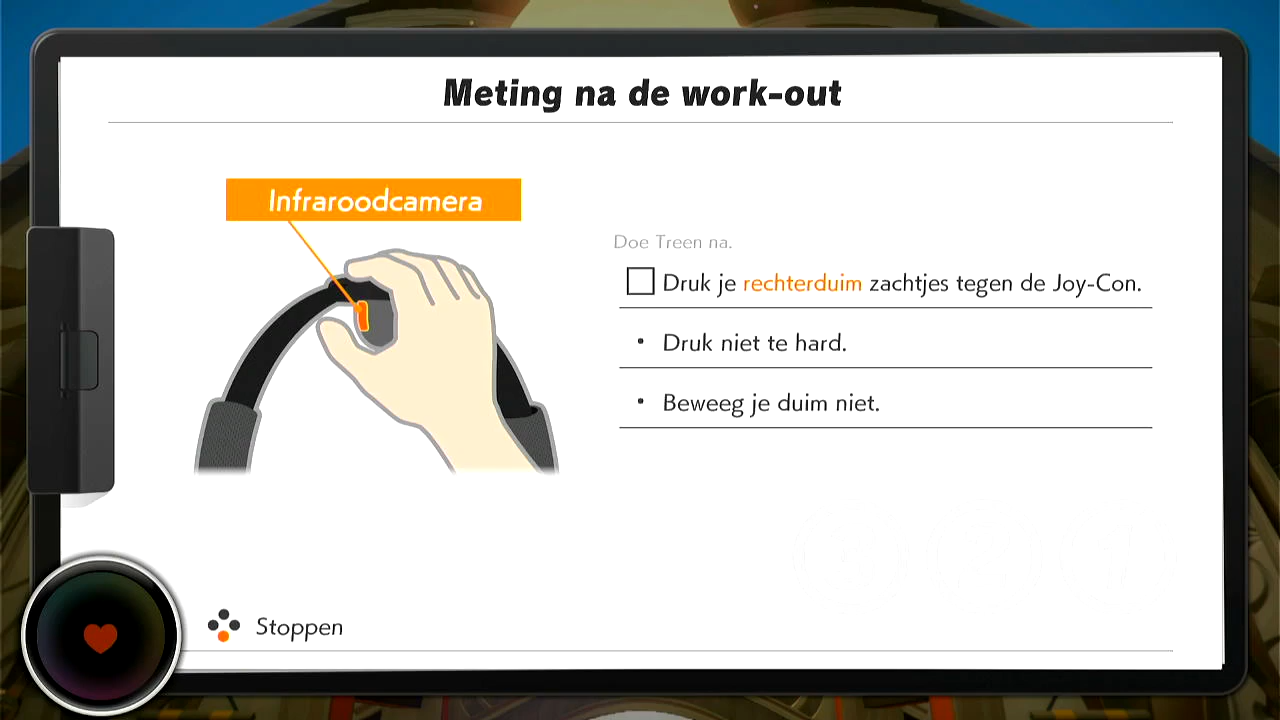 Meting na de work-out
Infraroodcamera
Doe Treen na.
Druk je rechterduim zachtjes tegen de Joy-Con.
• Druk niet te hard.
• Beweeg je duim niet.
Stoppen